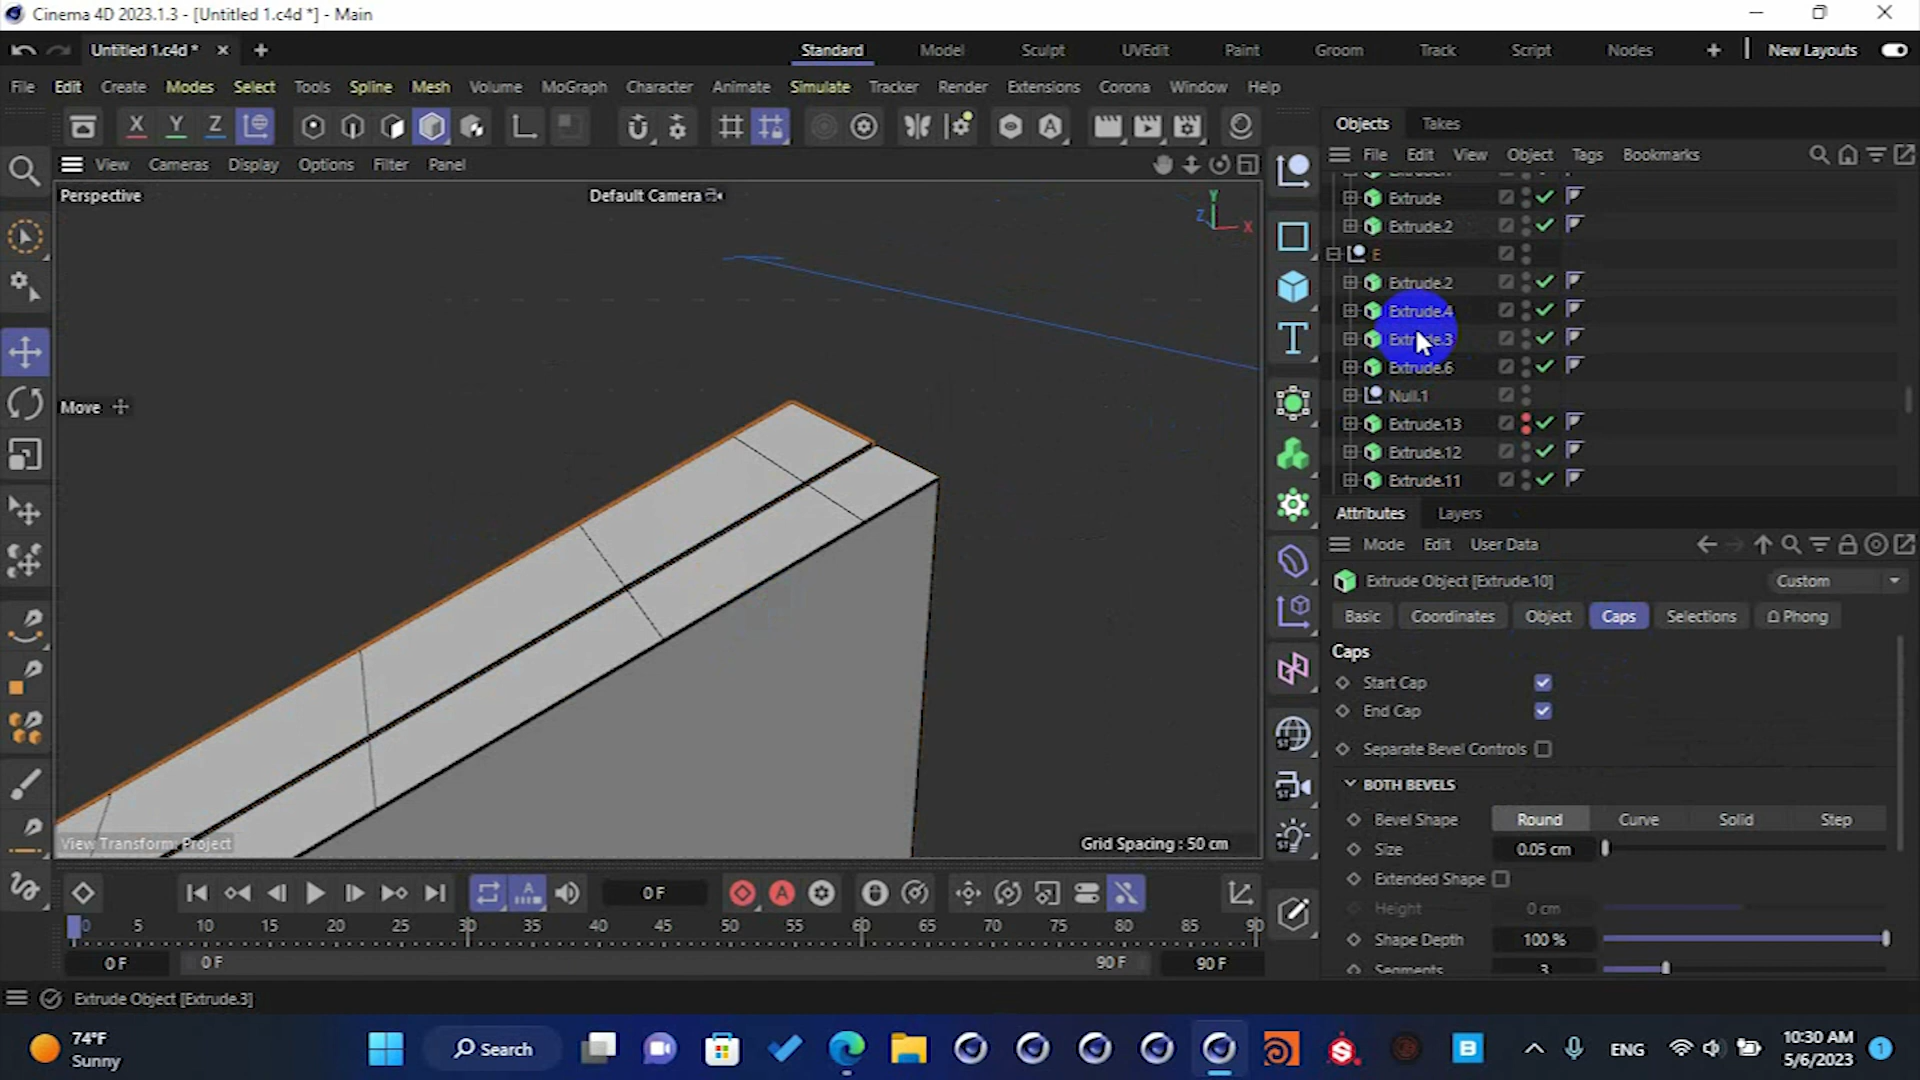 Cinema 4D 2023.1.3 - [Untitled 1.c4d *] - Main
Untitled 1.c4d *
Standard Model Sculpt UVEdit Paint Groom Track Script Nodes New Layouts
File Edit Create Modes Select Tools Spline Mesh Volume MoGraph Character Animate Simulate Tracker Render Extensions Corona Window Help
X Y Z
Objects Takes
View Cameras Display Options Filter Panel
File Edit View Object Tags Bookmarks
Perspective
Default Camera
Y
Z
X
Extrude
Extrude.2
E
Extrude.2
Extrude.4
Extrude.3
Extrude.6
Null.1
Extrude.13
Extrude.12
Extrude.11
Move
Attributes Layers
Mode Edit User Data
Extrude Object [Extrude.10]
Custom
Basic Coordinates Object Caps Selections Phong
Caps
Start Cap
End Cap
Separate Bevel Controls
BOTH BEVELS
Bevel Shape Round Curve Solid Step
Size 0.05 cm
Extended Shape
Height 0 cm
Shape Depth 100 %
Segments 3
View Transform: Project
Grid Spacing : 50 cm
0 F
0 5 10 15 20 25 30 35 40 45 50 55 60 65 70 75 80 85 90
0 F 0 F 90 F 90 F
Extrude Object [Extrude.3]
74°F
Sunny
Search
ENG
10:30 AM
5/6/2023
1